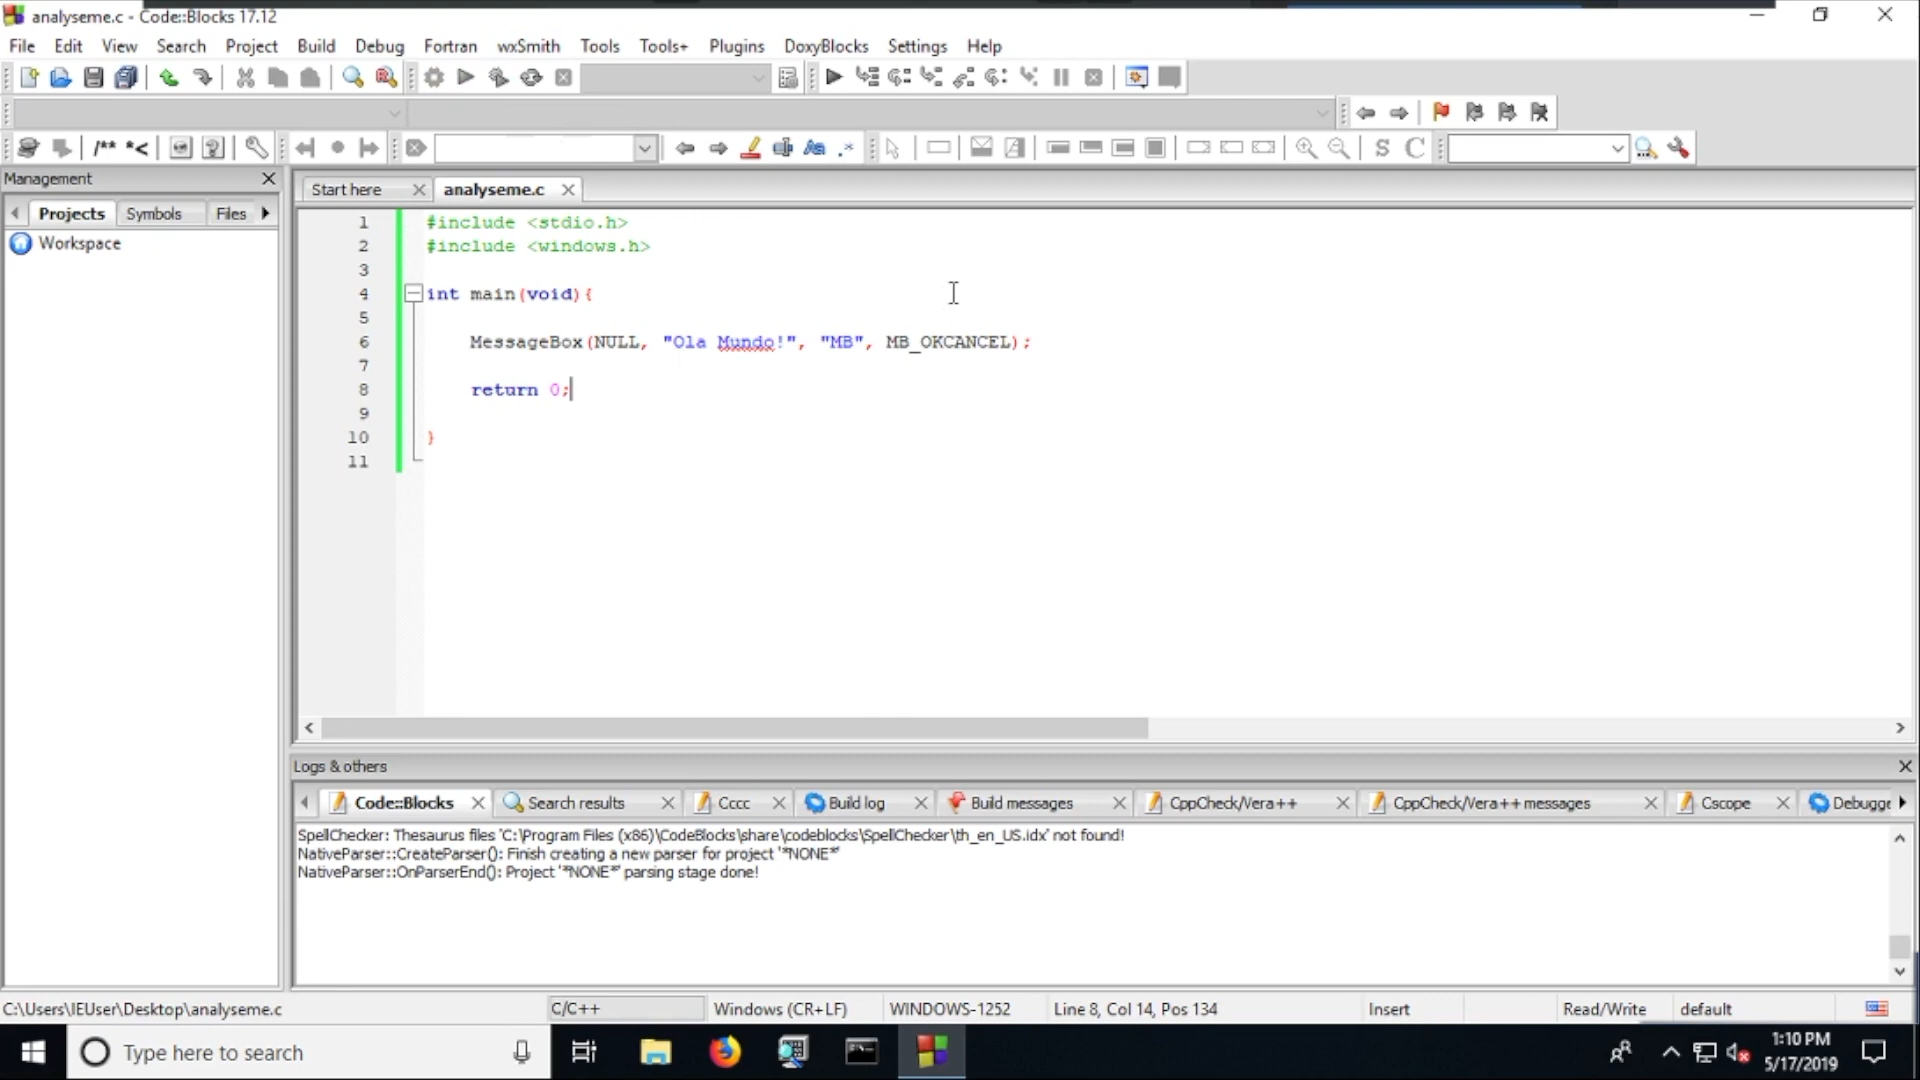 analyseme.c - Code::Blocks 17.12
File Edit View Search Project Build Debug Fortran wxSmith Tools Tools+ Plugins DoxyBlocks Settings Help
/** *<
S C
Management
Projects Symbols Files
Workspace
Start here analyseme.c
1 #include <stdio.h>
2 #include <windows.h>
3
4 int main(void){
5
6 MessageBox(NULL, "Ola Mundo!", "MB", MB_OKCANCEL);
7
8 return 0;
9
10 }
11
Logs & others
Code::Blocks Search results Cccc Build log Build messages CppCheck/Vera++ CppCheck/Vera++ messages Cscope Debugge
SpellChecker: Thesaurus files 'C:\Program Files (x86)\CodeBlocks\share\codeblocks\SpellChecker\th_en_US.idx' not found!
NativeParser::CreateParser(): Finish creating a new parser for project '*NONE*'
NativeParser::OnParserEnd(): Project '*NONE*' parsing stage done!
C:\Users\IEUser\Desktop\analyseme.c C/C++ Windows (CR+LF) WINDOWS-1252 Line 8, Col 14, Pos 134 Insert Read/Write default
Type here to search
1:10 PM
5/17/2019